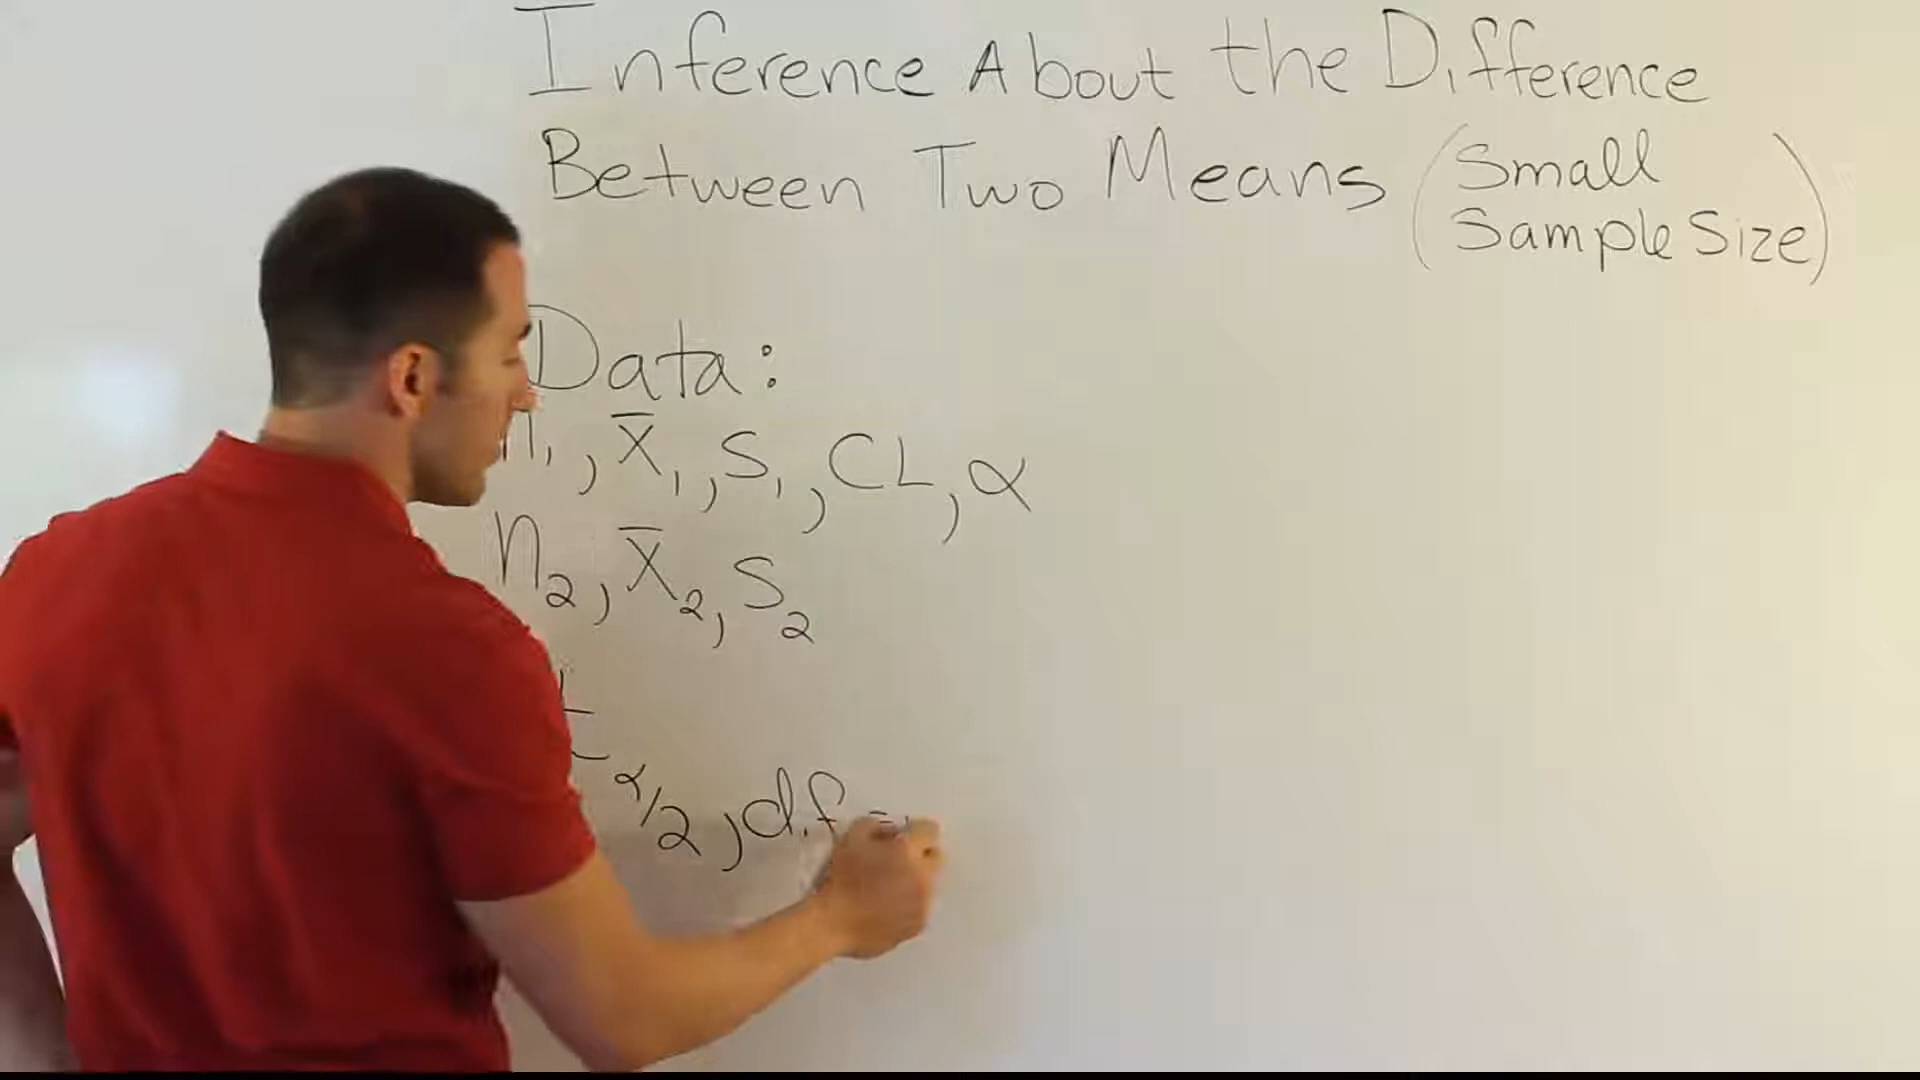 Inference About the Difference
Between Two Means (Small
Sample Size)
Data:
n₁, x̄₁, s₁, CL, α
n₂, x̄₂, s₂
t α/2, d.f =